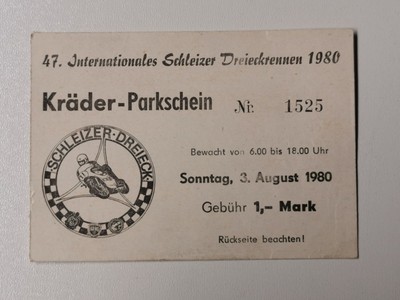 47. Internationales Schleizer Dreieckrennen 1980
Kräder-Parkschein Nr. 1525
SCHLEIZER-DREIECK
Bewacht von 6.00 bis 18.00 Uhr
Sonntag, 3. August 1980
Gebühr 1,- Mark
Rückseite beachten!